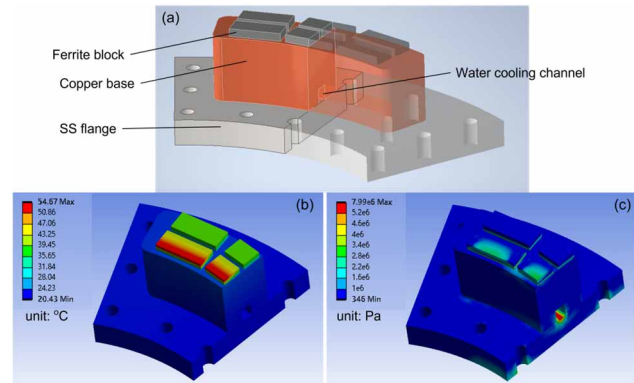 (a)
Ferrite block
Copper base
SS flange
Water cooling channel
(b)
54.67 Max
50.86
47.06
43.25
39.45
35.65
31.84
28.04
24.23
20.43 Min
unit: °C
(c)
7.99e6 Max
5.2e6
4.6e6
4e6
3.4e6
2.8e6
2.2e6
1.6e6
1e6
346 Min
unit: Pa